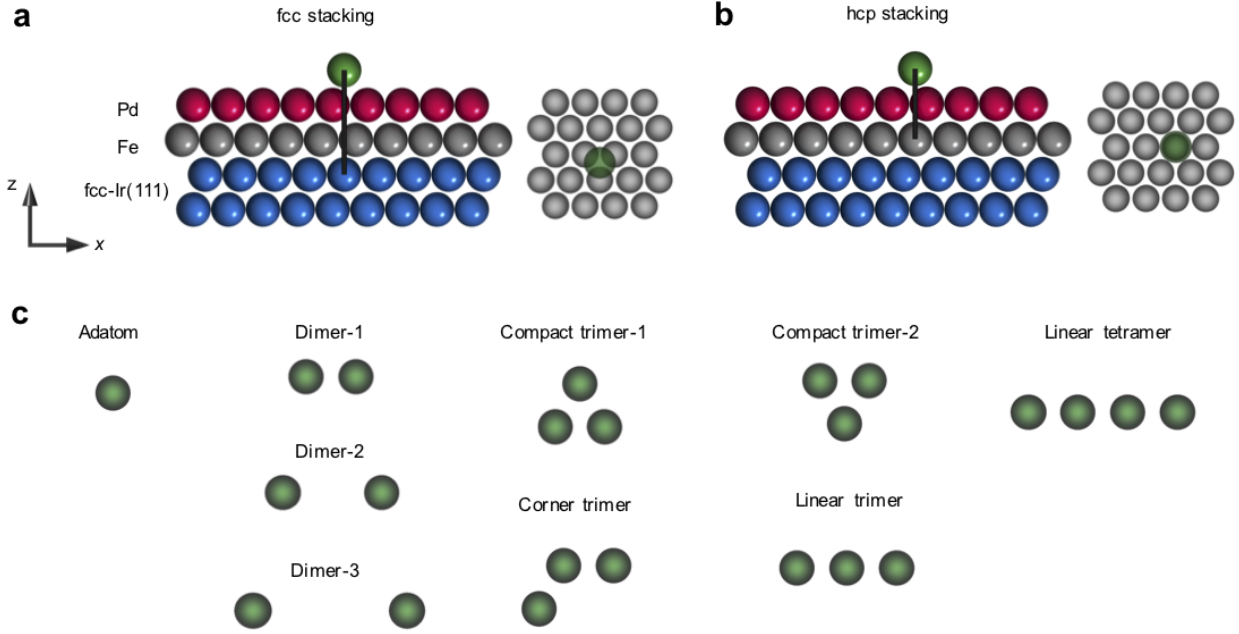 a
fcc stacking
b
hcp stacking
Pd
Fe
fcc-Ir(111)
z
x
c
Adatom
Dimer-1
Compact trimer-1
Compact trimer-2
Linear tetramer
Dimer-2
Corner trimer
Linear trimer
Dimer-3